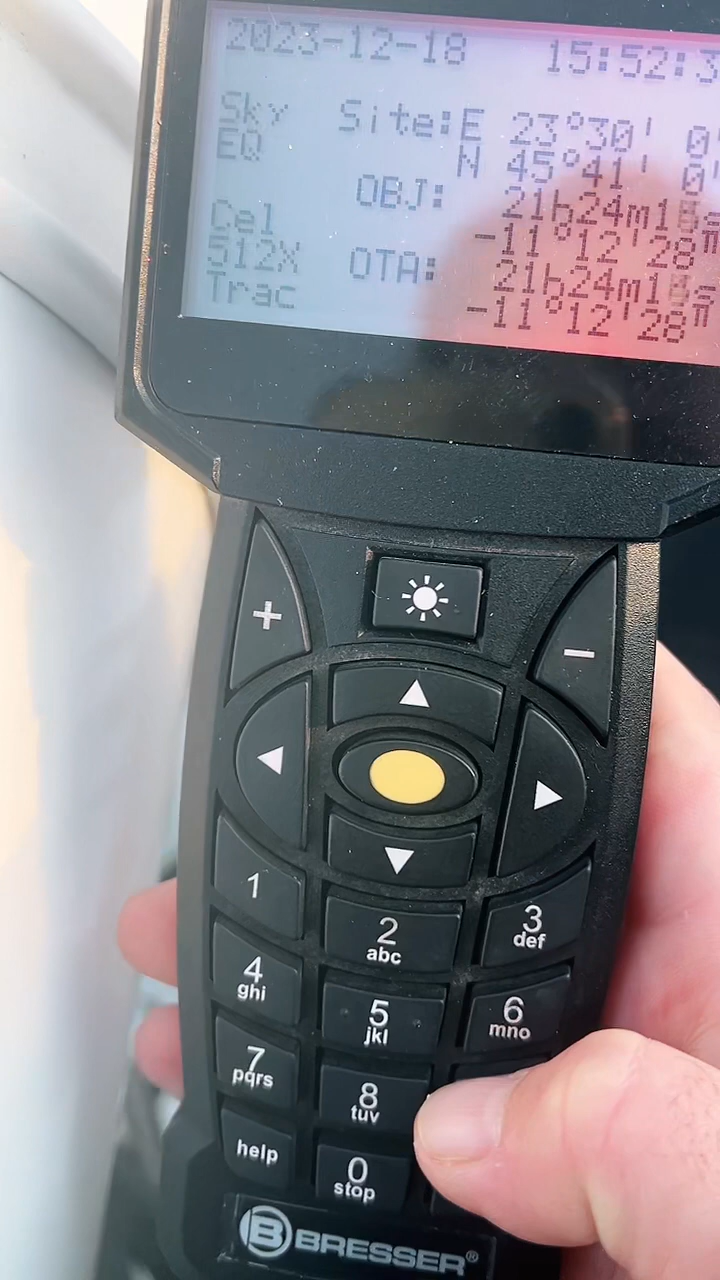 2023-12-18 15:52:3
Sky Site:E 23°30' 0"
EQ N 45°41' 0"
OBJ: 21h24m18s
Cel -11°12'28"
512X OTA: 21h24m18s
Trac -11°12'28"
+
-
1
2 abc
3 def
4 ghi
5 jkl
6 mno
7 pqrs
8 tuv
help
0 stop
B BRESSER®